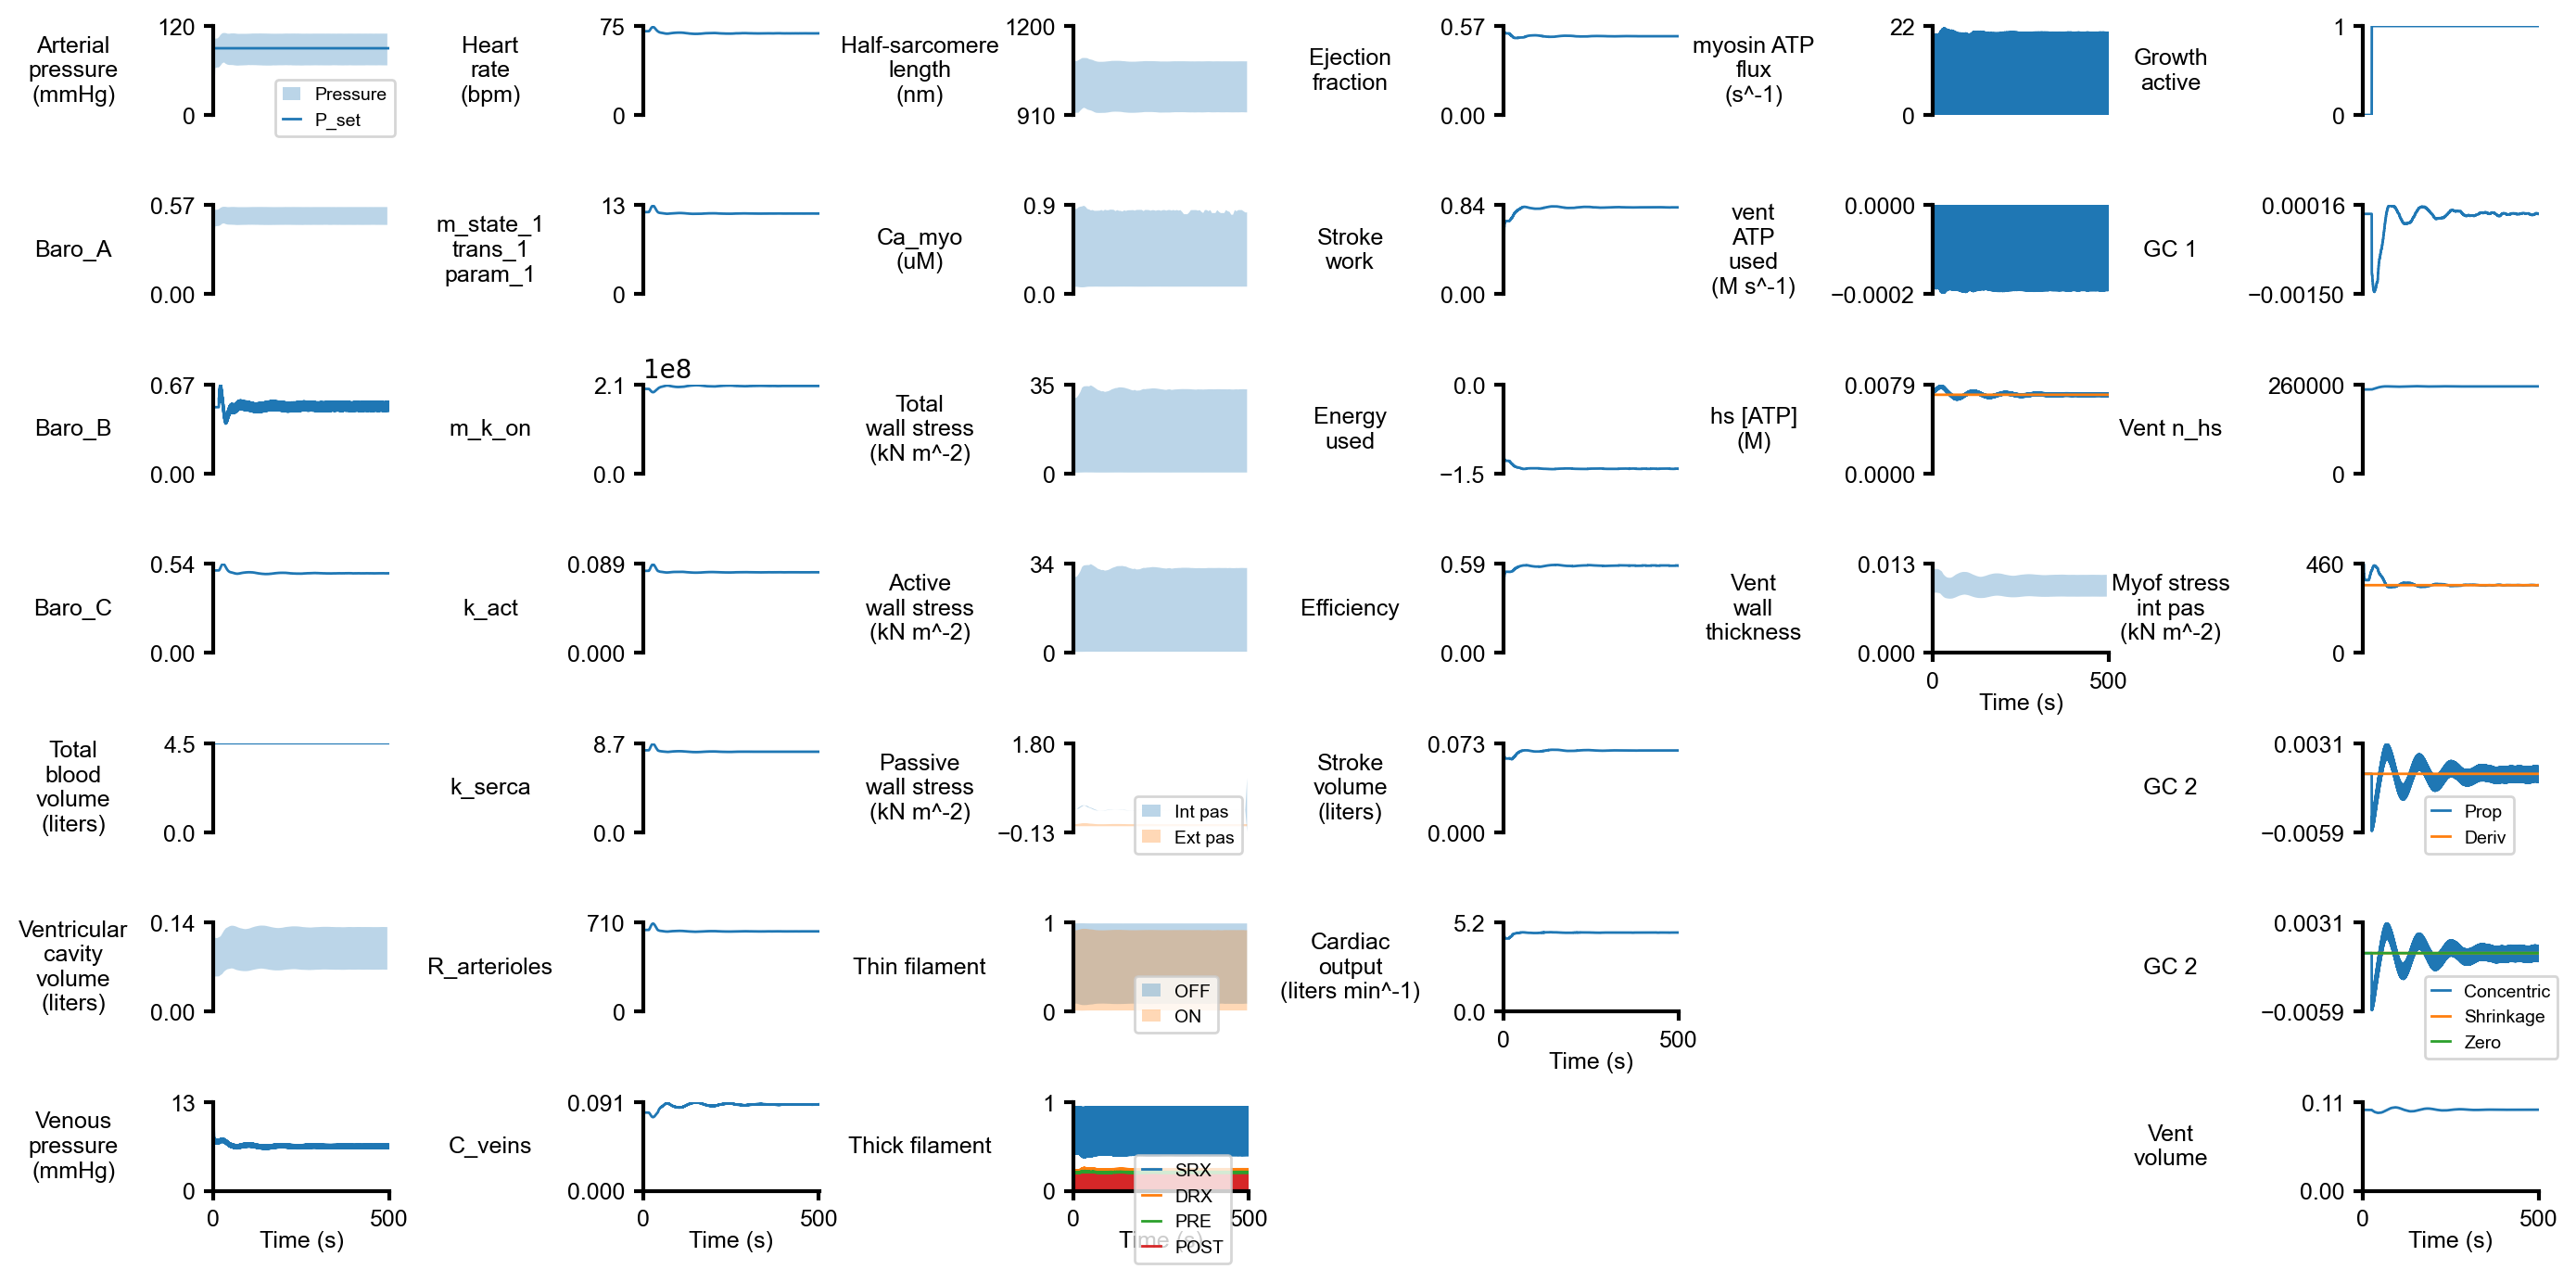 Arterial
pressure
(mmHg)
120
0
Pressure
P_set
Heart
rate
(bpm)
75
0
Half-sarcomere
length
(nm)
1200
910
Ejection
fraction
0.57
0.00
myosin ATP
flux
(s^-1)
22
0
Growth
active
1
0
Baro_A
0.57
0.00
m_state_1
trans_1
param_1
13
0
Ca_myo
(uM)
0.9
0.0
Stroke
work
0.84
0.00
vent
ATP
used
(M s^-1)
0.0000
−0.0002
GC 1
0.00016
−0.00150
Baro_B
0.67
0.00
m_k_on
1e8
2.1
0.0
Total
wall stress
(kN m^-2)
35
0
Energy
used
0.0
−1.5
hs [ATP]
(M)
0.0079
0.0000
Vent n_hs
260000
0
Baro_C
0.54
0.00
k_act
0.089
0.000
Active
wall stress
(kN m^-2)
34
0
Efficiency
0.59
0.00
Vent
wall
thickness
0.013
0.000
0
500
Time (s)
Myof stress
int pas
(kN m^-2)
460
0
Total
blood
volume
(liters)
4.5
0.0
k_serca
8.7
0.0
Passive
wall stress
(kN m^-2)
1.80
−0.13
Int pas
Ext pas
Stroke
volume
(liters)
0.073
0.000
GC 2
0.0031
−0.0059
Prop
Deriv
Ventricular
cavity
volume
(liters)
0.14
0.00
R_arterioles
710
0
Thin filament
1
0
OFF
ON
Cardiac
output
(liters min^-1)
5.2
0.0
0
500
Time (s)
GC 2
0.0031
−0.0059
Concentric
Shrinkage
Zero
Venous
pressure
(mmHg)
13
0
0
500
Time (s)
C_veins
0.091
0.000
0
500
Time (s)
Thick filament
1
0
0
500
Time (s)
SRX
DRX
PRE
POST
Vent
volume
0.11
0.00
0
500
Time (s)